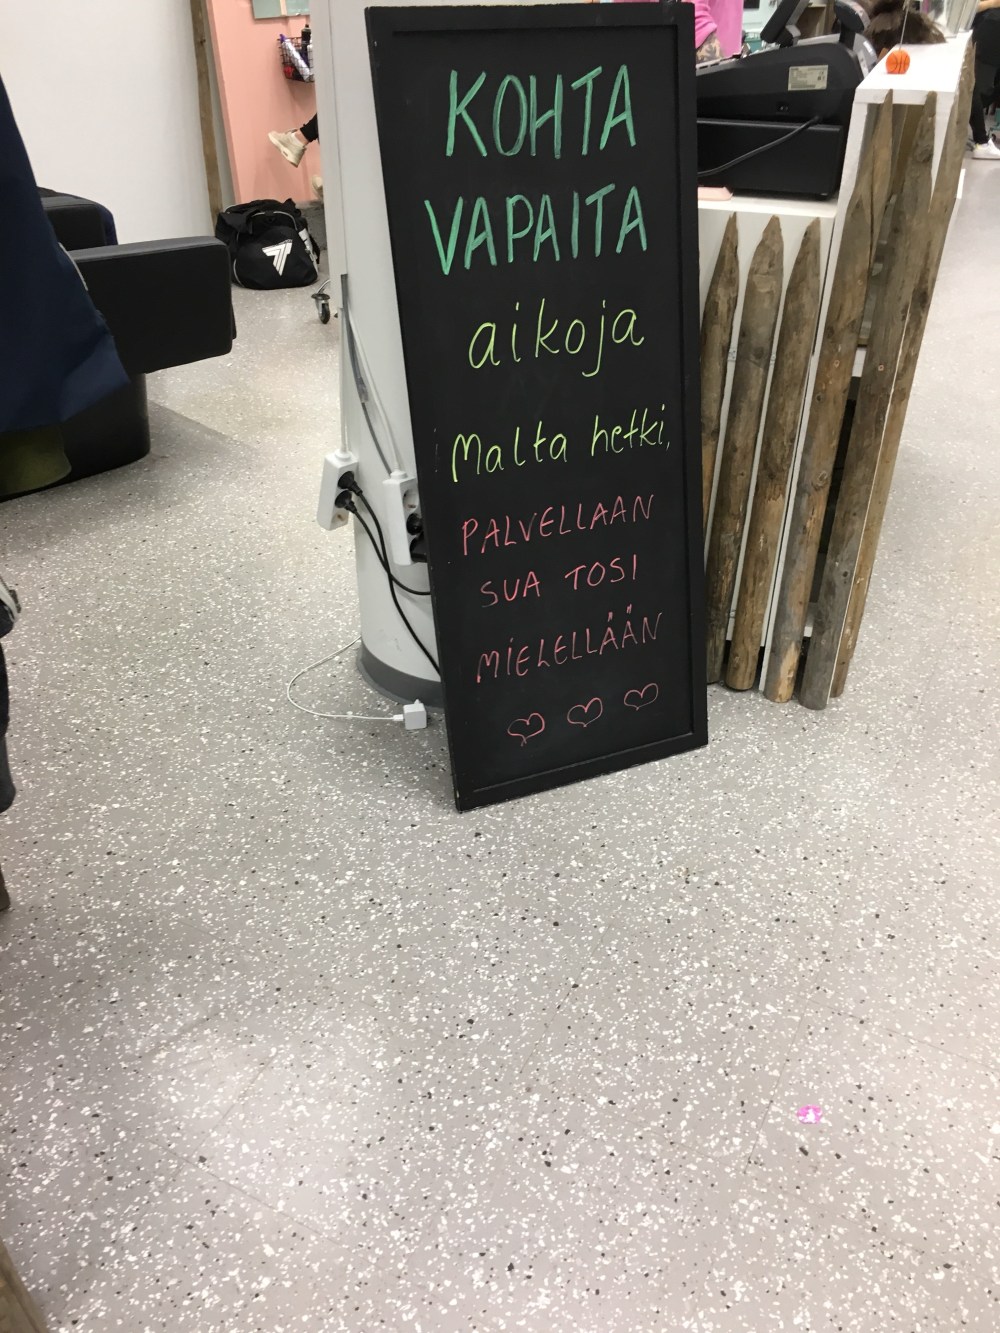 KOHTA
VAPAITA
aikoja
Malta hetki,
PALVELLAAN
SUA TOSI
MIELELLÄÄN